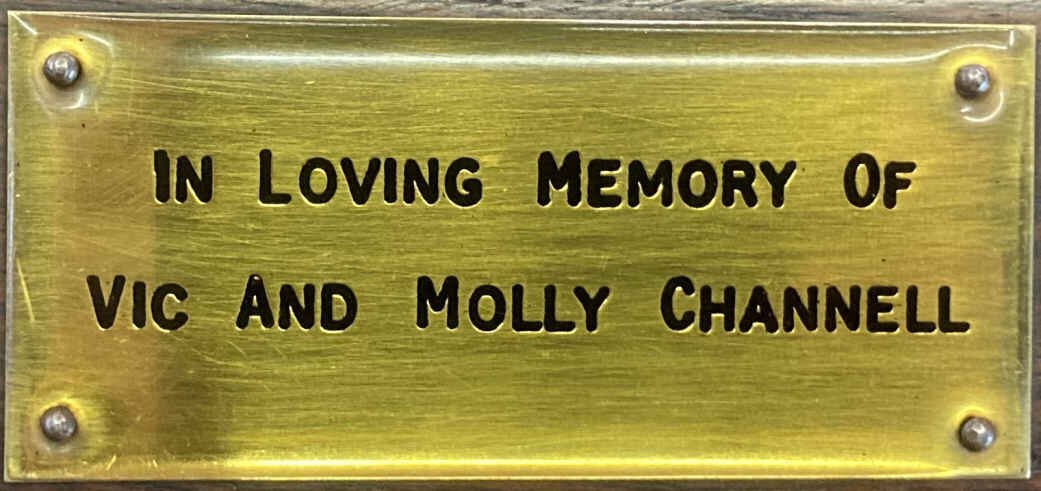 In Loving Memory Of
Vic And Molly Channell